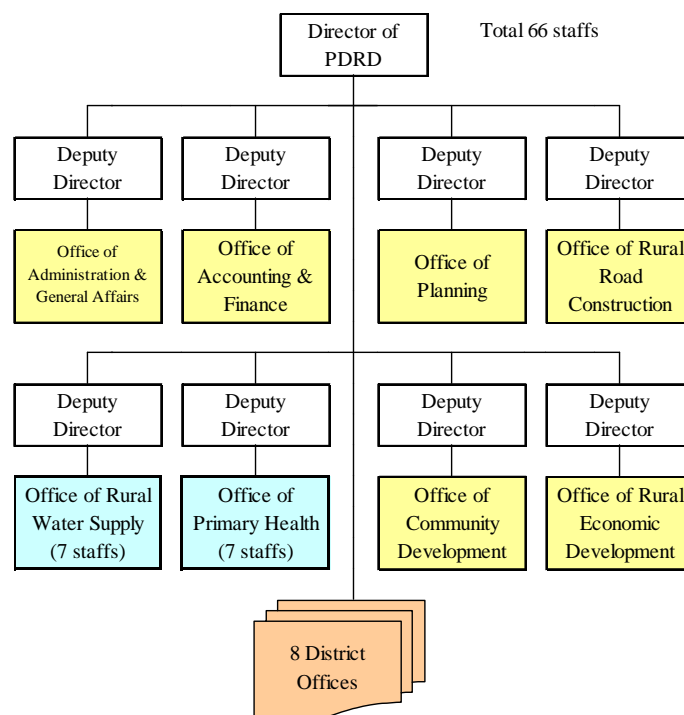 Director of
PDRD
Total 66 staffs
Deputy
Director
Deputy
Director
Deputy
Director
Deputy
Director
Office of
Administration &
General Affairs
Office of
Accounting &
Finance
Office of
Planning
Office of Rural
Road
Construction
Deputy
Director
Deputy
Director
Deputy
Director
Deputy
Director
Office of Rural
Water Supply
(7 staffs)
Office of
Primary Health
(7 staffs)
Office of
Community
Development
Office of Rural
Economic
Development
8 District
Offices